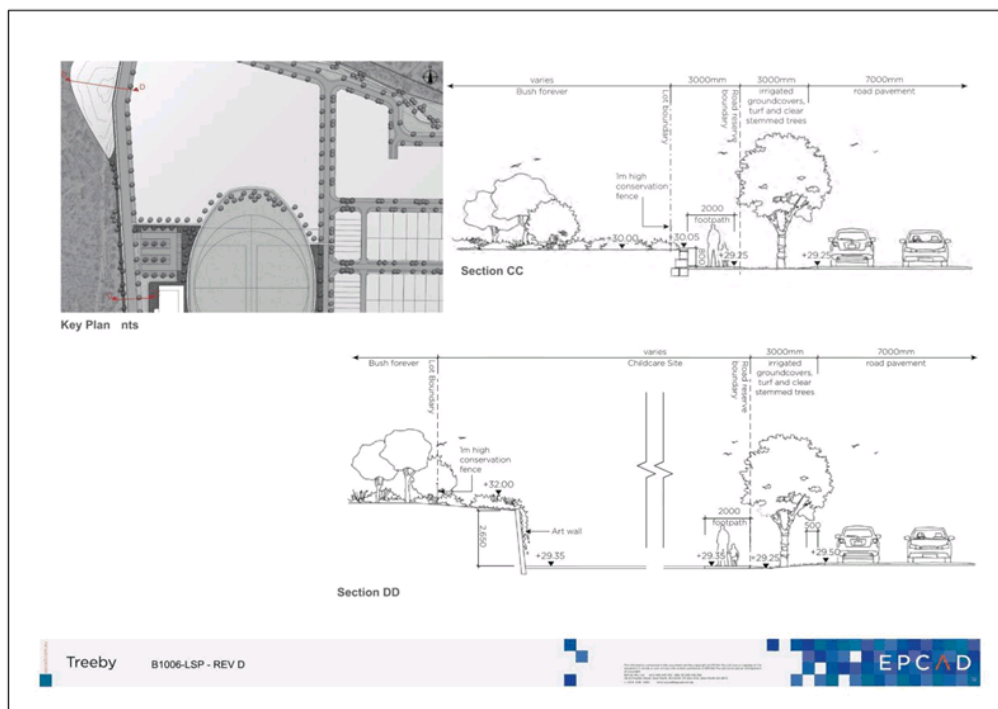 D
D
C
C
Key Plan nts
varies
Bush forever
3000mm
3000mm
irrigated
groundcovers,
turf and clear
stemmed trees
7000mm
road pavement
Lot boundary
Road reserve
boundary
1m high
conservation
fence
2000
footpath
+30.00
+30.05
800
+29.25
+29.25
Section CC
Bush forever
varies
Childcare Site
3000mm
irrigated
groundcovers,
turf and clear
stemmed trees
7000mm
road pavement
Lot Boundary
Road reserve
boundary
1m high
conservation
fence
+32.00
2,650
Art wall
+29.35
2000
footpath
500
+29.35
+29.25
+29.50
Section DD
Treeby
B1006-LSP - REV D
EPCAD